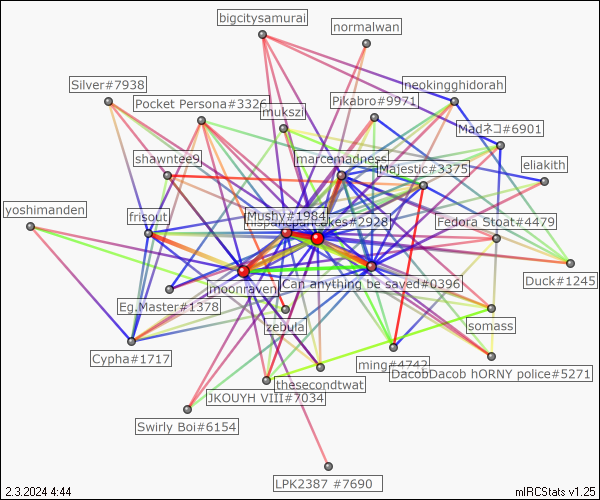 bigcitysamurai
normalwan
Silver#7938
neokingghidorah
Pocket Persona#3326
Pikabro#9971
mukszi
Madネコ#6901
shawntee9
marcemadness
Majestic#3375
eliakith
yoshimanden
frisout
Mushy#1984
#2928
Fedora Stoat#4479
Duck#1245
moonraven
Can anything be saved#0396
Eg.Master#1378
zebula
somass
Cypha#1717
ming#4742
DacobDacob hORNY police#5271
thesecondtwat
JKOUYH VIII#7034
Swirly Boi#6154
LPK2387 #7690
2.3.2024 4:44
mIRCStats v1.25